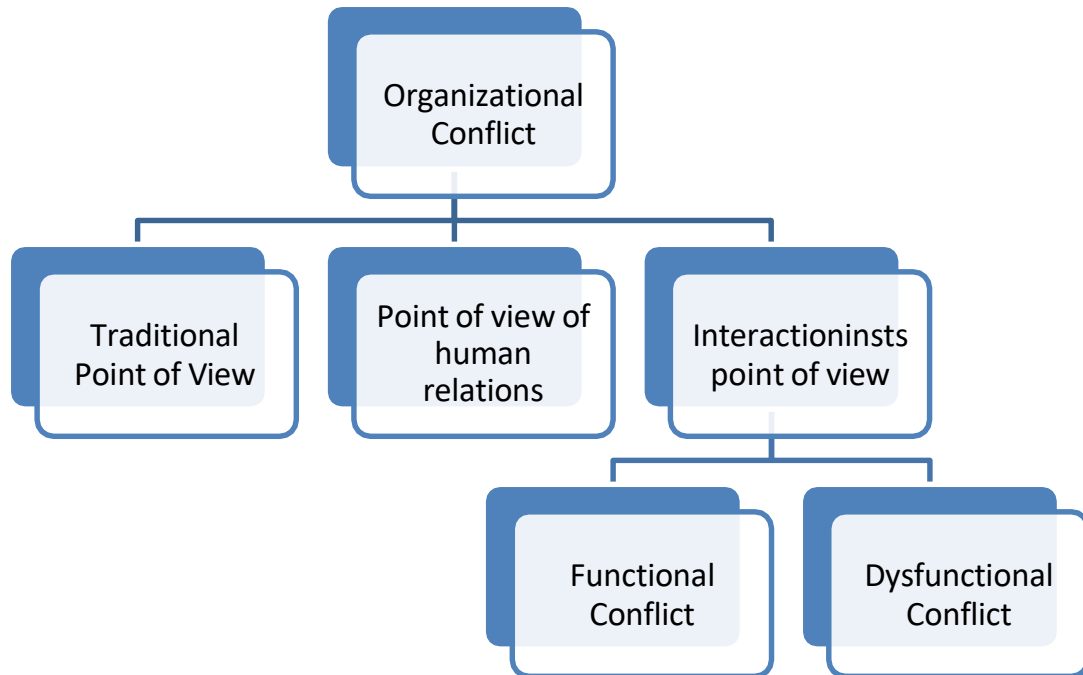 Organizational
Conflict
Traditional
Point of View
Point of view of
human
relations
Interactioninsts
point of view
Functional
Conflict
Dysfunctional
Conflict